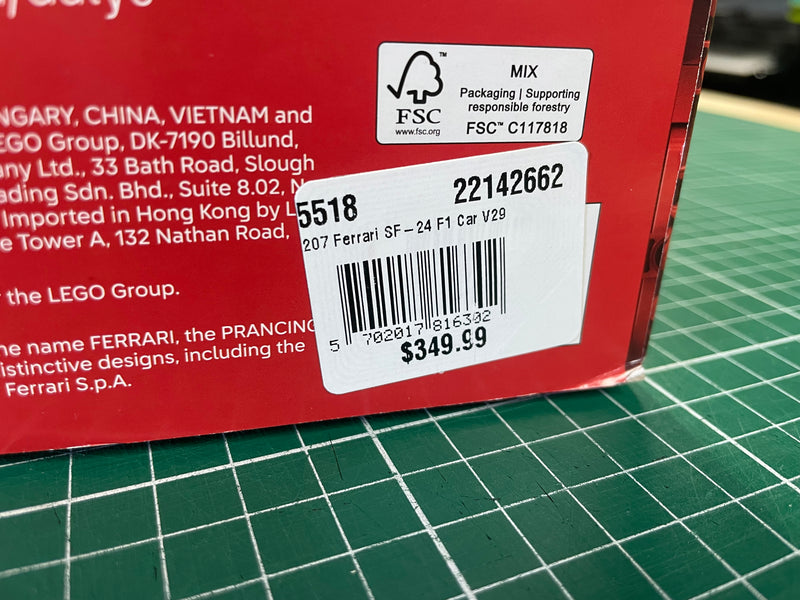 NGARY, CHINA, VIETNAM and
EGO Group, DK-7190 Billund,
any Ltd., 33 Bath Road, Slough
ading Sdn. Bhd., Suite 8.02, N
Imported in Hong Kong by L
e Tower A, 132 Nathan Road,
the LEGO Group.
ne name FERRARI, the PRANCING
istinctive designs, including the
Ferrari S.p.A.
FSC
www.fsc.org
MIX
Packaging | Supporting
responsible forestry
FSC™ C117818
5518 22142662
207 Ferrari SF-24 F1 Car V29
5 702017 816302
$349.99